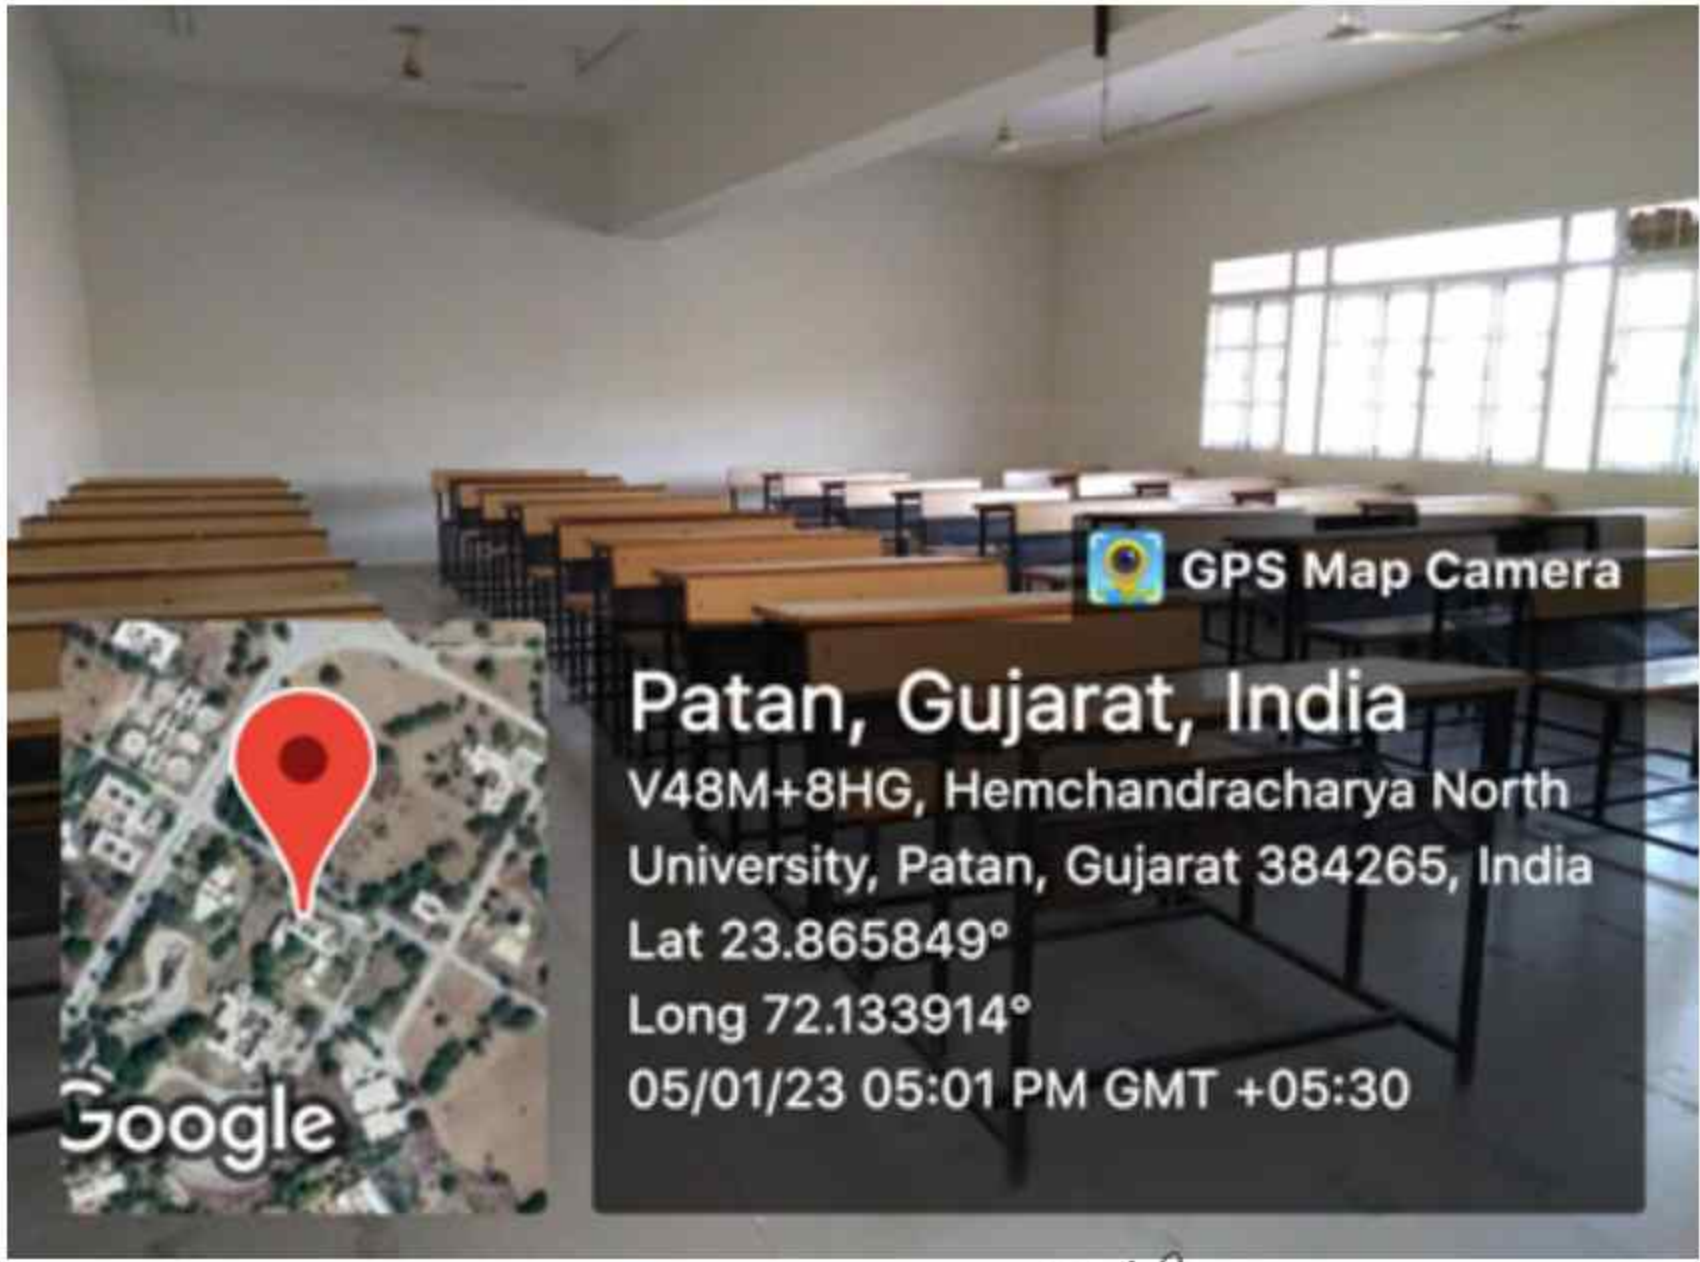 GPS Map Camera
Patan, Gujarat, India
V48M+8HG, Hemchandracharya North
University, Patan, Gujarat 384265, India
Lat 23.865849°
Long 72.133914°
05/01/23 05:01 PM GMT +05:30
Google